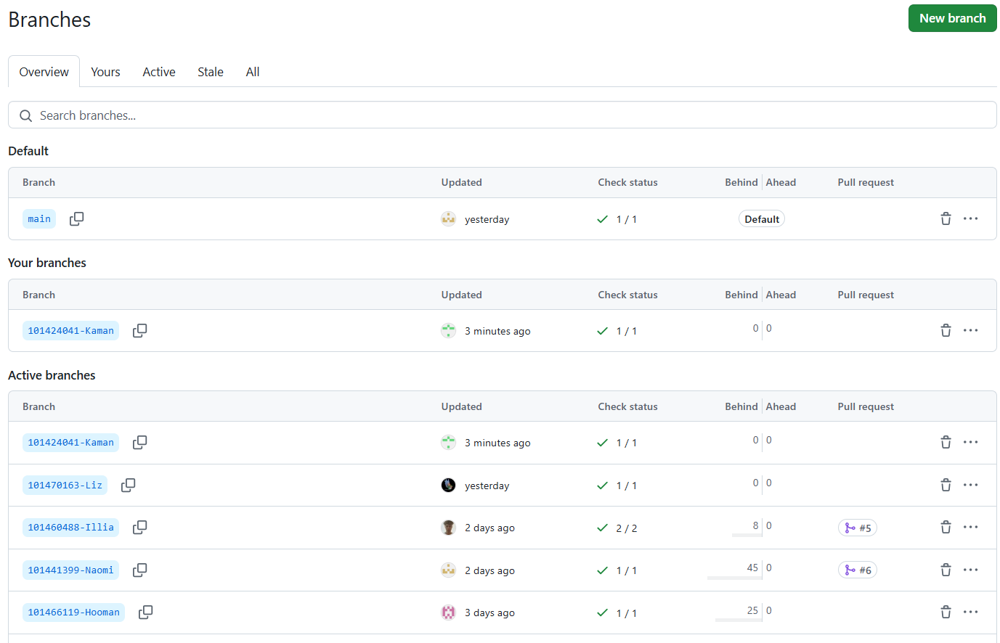 Branches
New branch
Overview Yours Active Stale All
Search branches...
Default
Branch Updated Check status Behind Ahead Pull request
main yesterday 1 / 1 Default
Your branches
Branch Updated Check status Behind Ahead Pull request
101424041-Kaman 3 minutes ago 1 / 1 0 0
Active branches
Branch Updated Check status Behind Ahead Pull request
101424041-Kaman 3 minutes ago 1 / 1 0 0
101470163-Liz yesterday 1 / 1 0 0
101460488-Illia 2 days ago 2 / 2 8 0 #5
101441399-Naomi 2 days ago 1 / 1 45 0 #6
101466119-Hooman 3 days ago 1 / 1 25 0